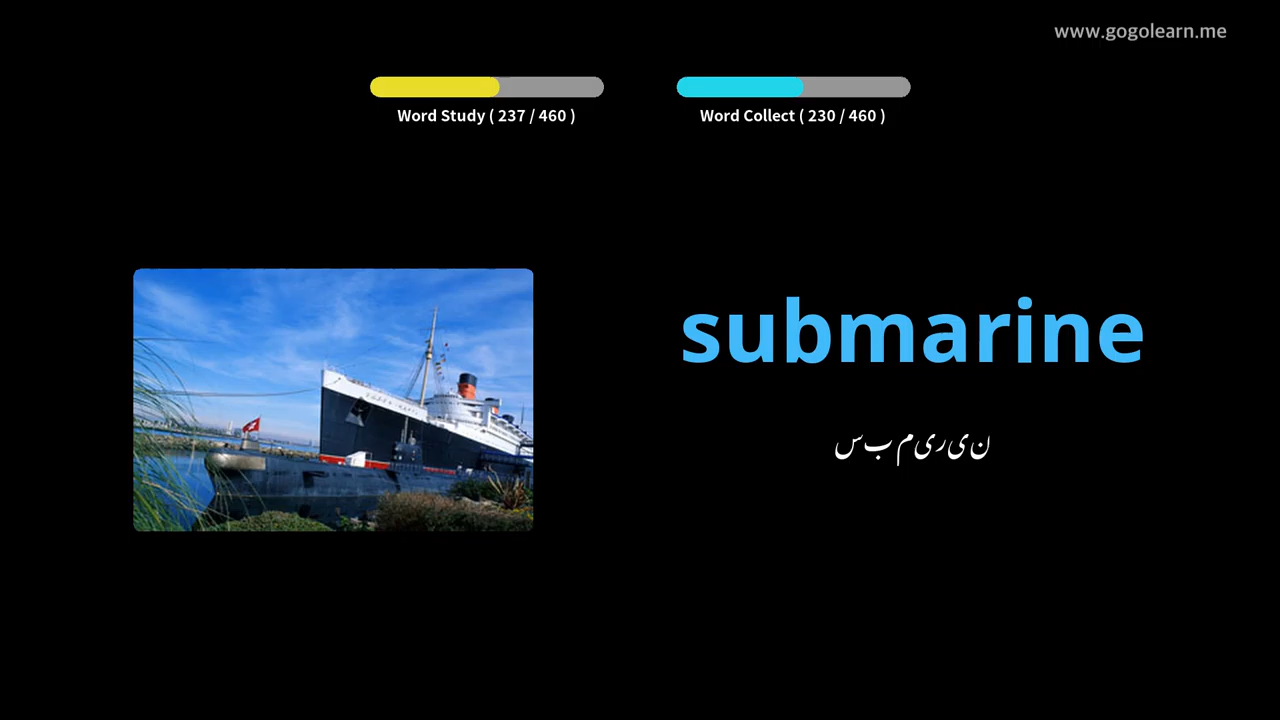 www.gogolearn.me
Word Study ( 237 / 460 )
Word Collect ( 230 / 460 )
submarine
ن ی ر ی م ب س